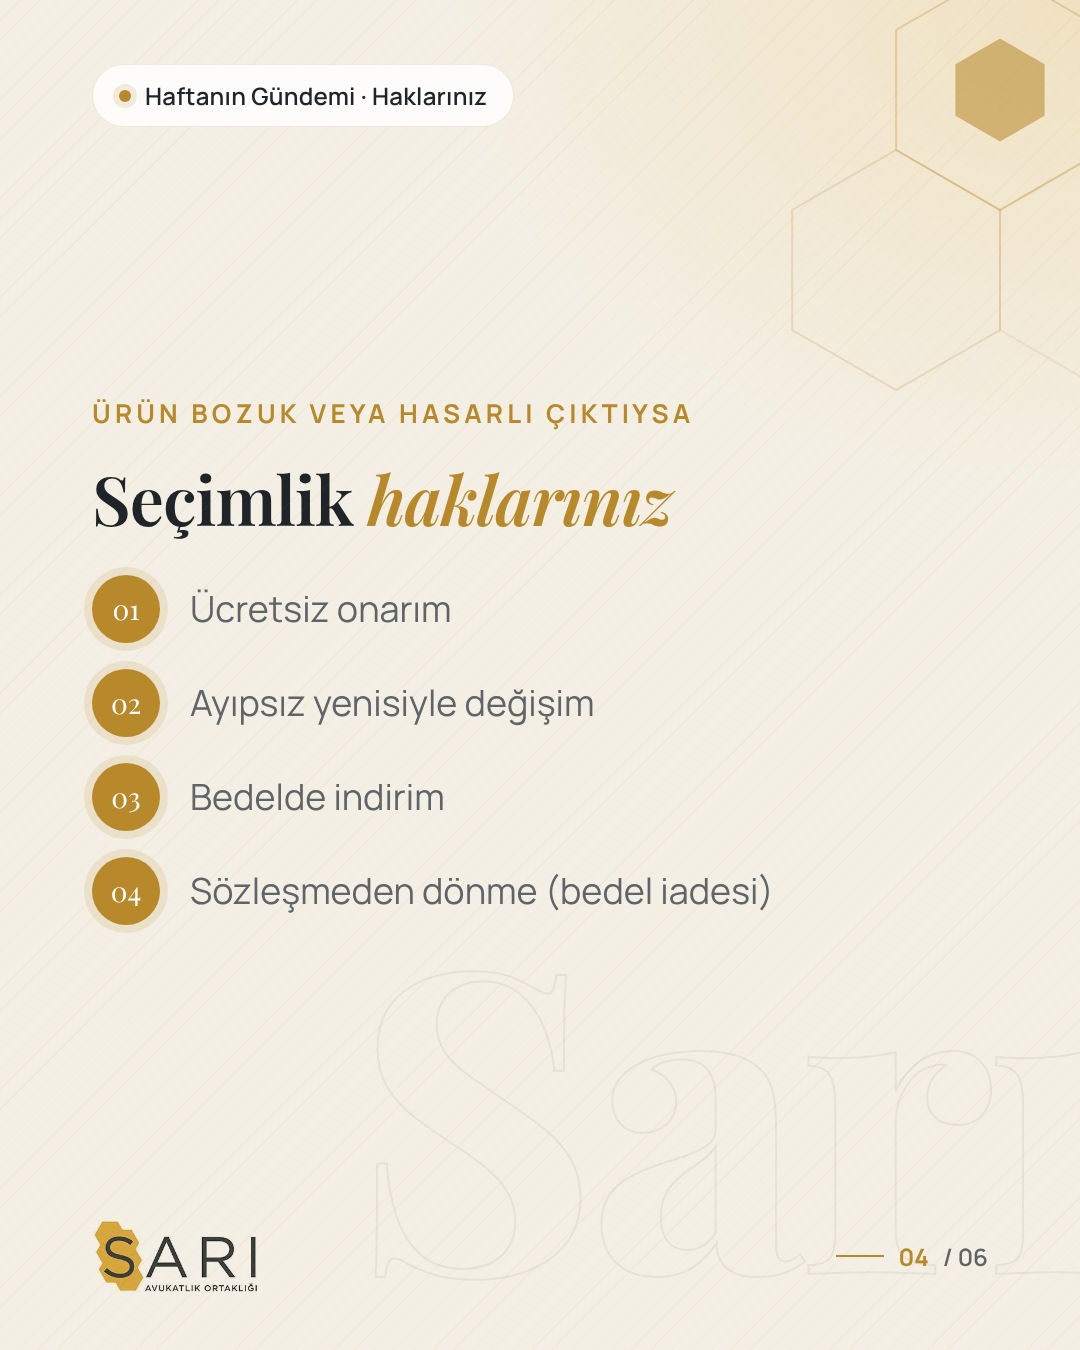 Haftanın Gündemi · Haklarınız
ÜRÜN BOZUK VEYA HASARLI ÇIKTIYSA
Seçimlik haklarınız
01 Ücretsiz onarım
02 Ayıpsız yenisiyle değişim
03 Bedelde indirim
04 Sözleşmeden dönme (bedel iadesi)
Sarı
SARI
AVUKATLIK ORTAKLIĞI
04 / 06